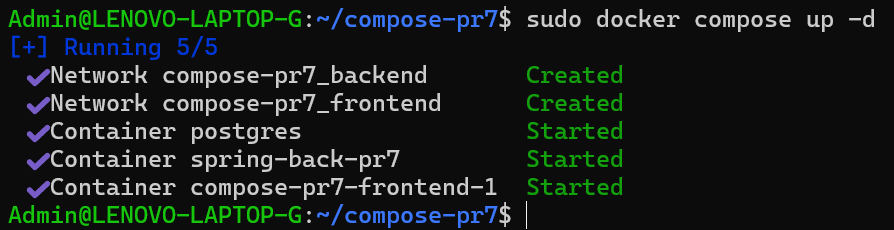 Admin@LENOVO-LAPTOP-G:~/compose-pr7$ sudo docker compose up -d
[+] Running 5/5
✔Network compose-pr7_backend Created
✔Network compose-pr7_frontend Created
✔Container postgres Started
✔Container spring-back-pr7 Started
✔Container compose-pr7-frontend-1 Started
Admin@LENOVO-LAPTOP-G:~/compose-pr7$